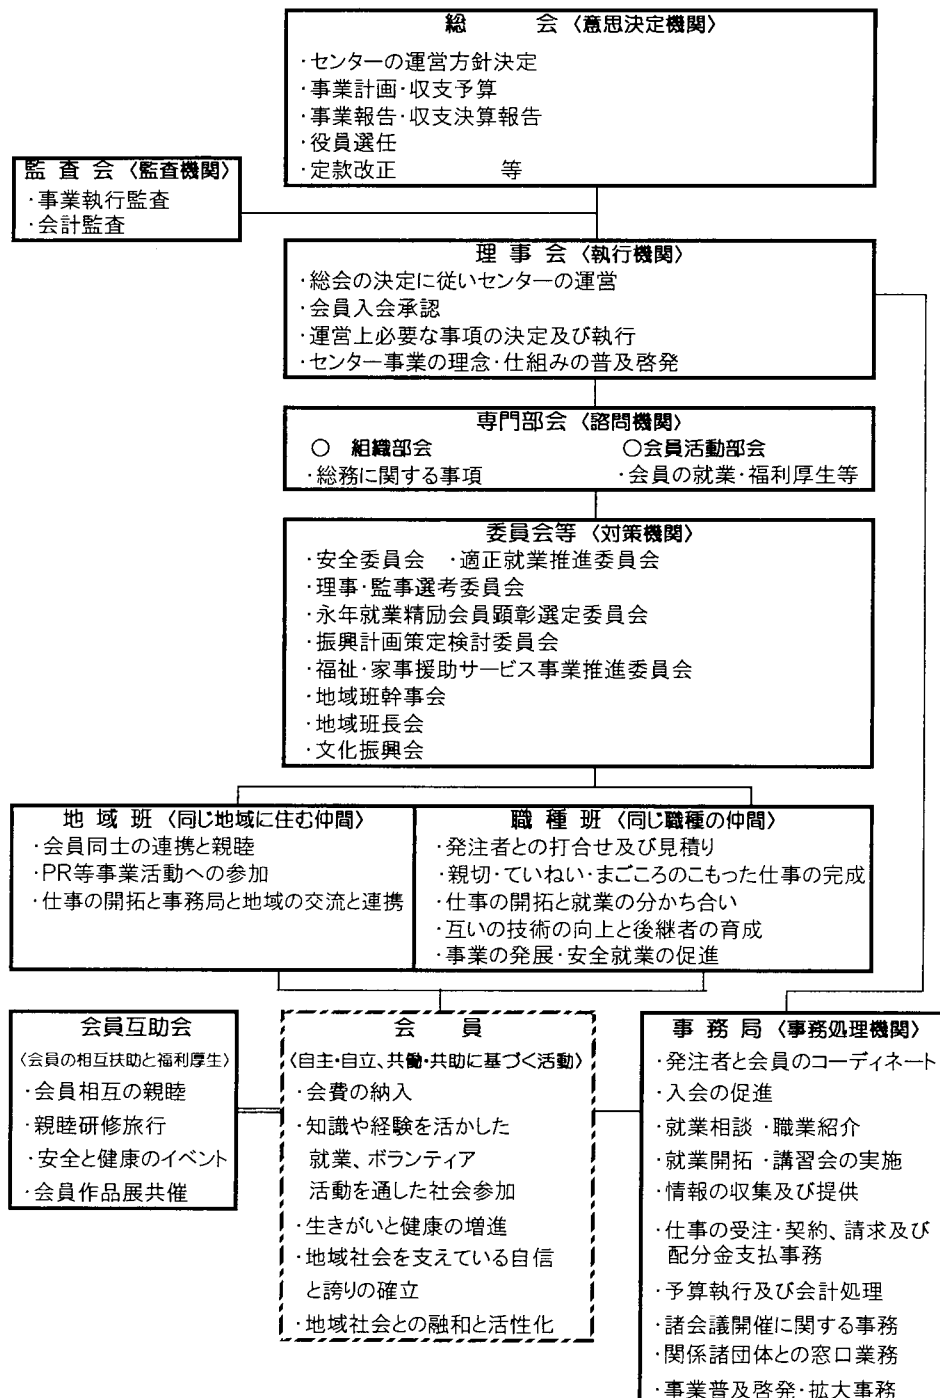 総　会〈意思決定機関〉
・センターの運営方針決定
・事業計画・収支予算
・事業報告・収支決算報告
・役員選任
・定款改正　等
監査会〈監査機関〉
・事業執行監査
・会計監査
理事会〈執行機関〉
・総会の決定に従いセンターの運営
・会員入会承認
・運営上必要な事項の決定及び執行
・センター事業の理念・仕組みの普及啓発
専門部会〈諮問機関〉
○ 組織部会　○会員活動部会
・総務に関する事項　・会員の就業・福利厚生等
委員会等〈対策機関〉
・安全委員会　・適正就業推進委員会
・理事・監事選考委員会
・永年就業精励会員顕彰選定委員会
・振興計画策定検討委員会
・福祉・家事援助サービス事業推進委員会
・地域班幹事会
・地域班長会
・文化振興会
地域班〈同じ地域に住む仲間〉
・会員同士の連携と親睦
・PR等事業活動への参加
・仕事の開拓と事務局と地域の交流と連携
職種班〈同じ職種の仲間〉
・発注者との打合せ及び見積り
・親切・ていねい・まごころのこもった仕事の完成
・仕事の開拓と就業の分かち合い
・互いの技術の向上と後継者の育成
・事業の発展・安全就業の促進
会員互助会
〈会員の相互扶助と福利厚生〉
・会員相互の親睦
・親睦研修旅行
・安全と健康のイベント
・会員作品展共催
会　員
〈自主・自立、共働・共助に基づく活動〉
・会費の納入
・知識や経験を活かした
就業、ボランティア
活動を通した社会参加
・生きがいと健康の増進
・地域社会を支えている自信
と誇りの確立
・地域社会との融和と活性化
事務局〈事務処理機関〉
・発注者と会員のコーディネート
・入会の促進
・就業相談・職業紹介
・就業開拓・講習会の実施
・情報の収集及び提供
・仕事の受注・契約、請求及び
配分金支払事務
・予算執行及び会計処理
・諸会議開催に関する事務
・関係諸団体との窓口業務
・事業普及啓発・拡大事務